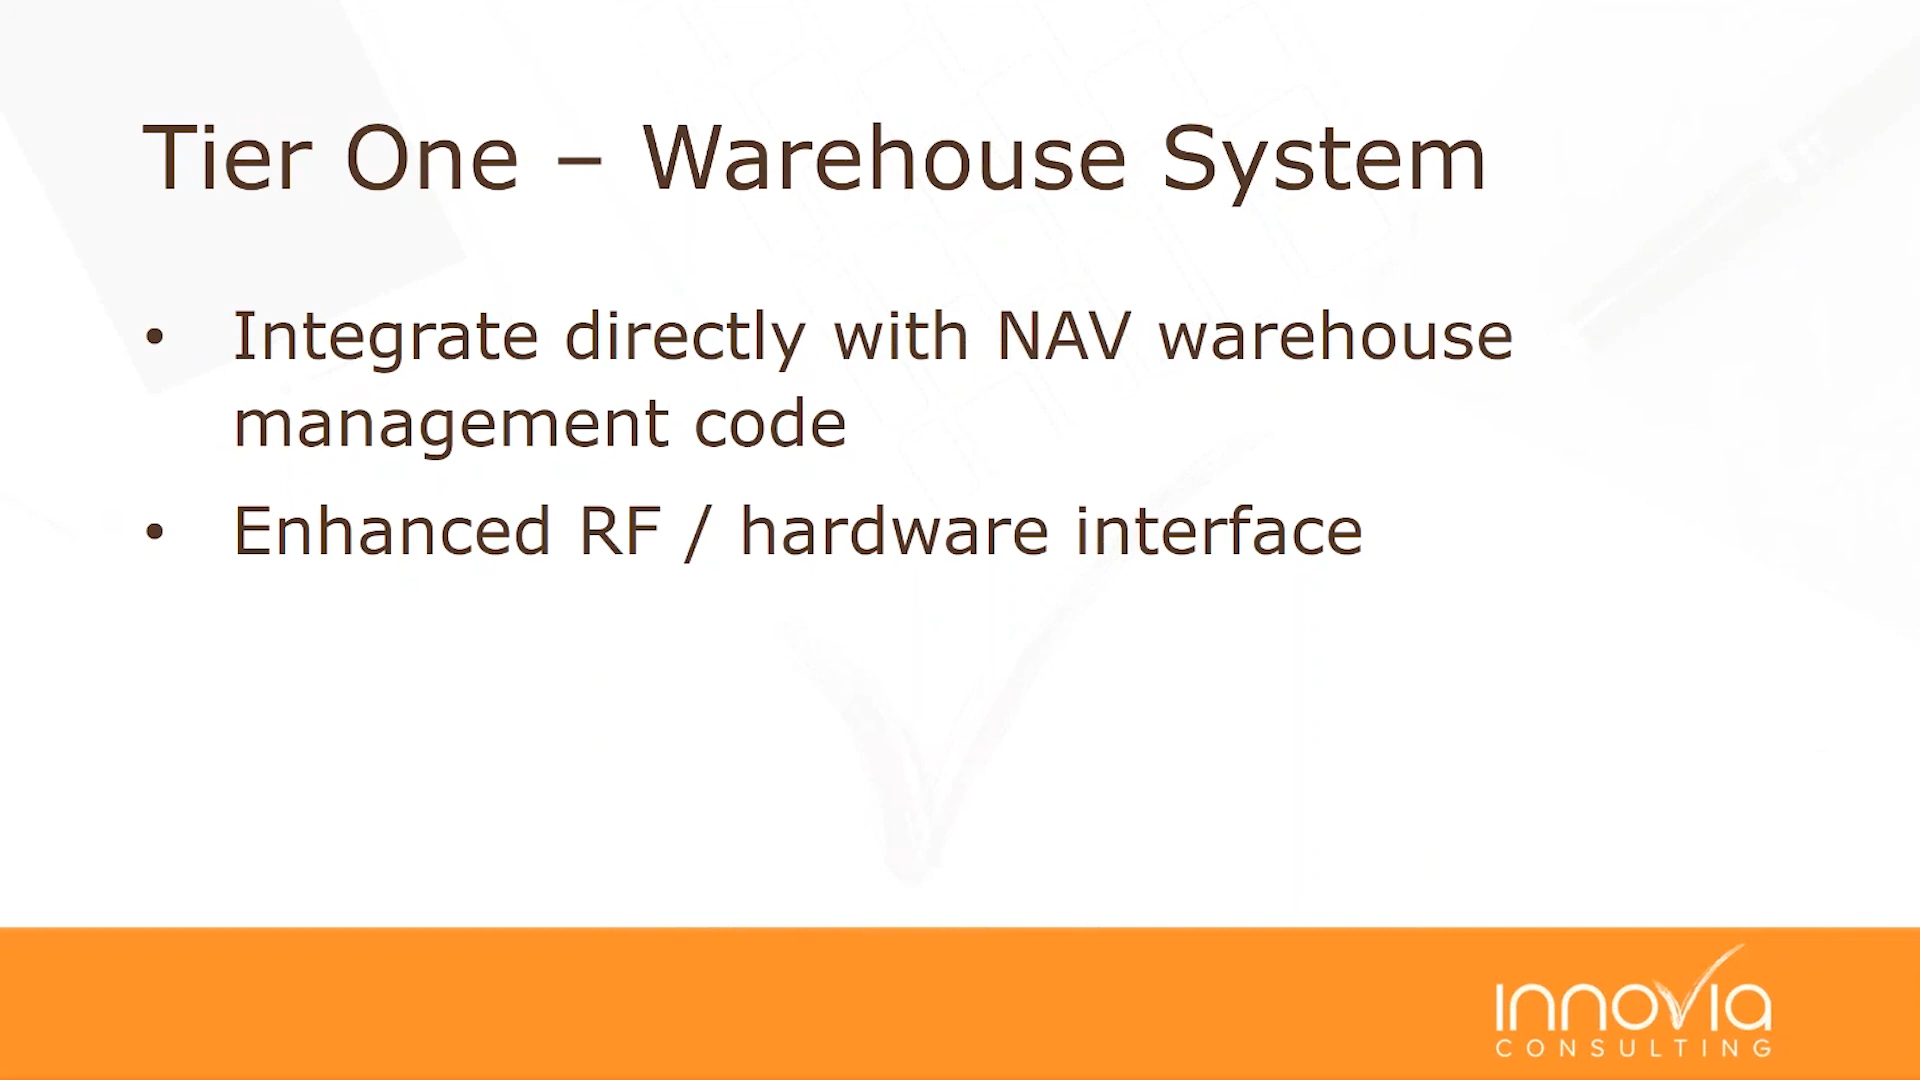 Tier One – Warehouse System
• Integrate directly with NAV warehouse
management code
• Enhanced RF / hardware interface
innovia
CONSULTING